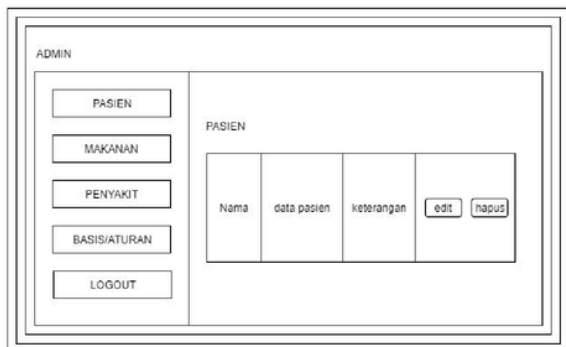 ADMIN
PASIEN
MAKANAN
PENYAKIT
BASIS/ATURAN
LOGOUT
PASIEN
Nama data pasien keterangan edit hapus